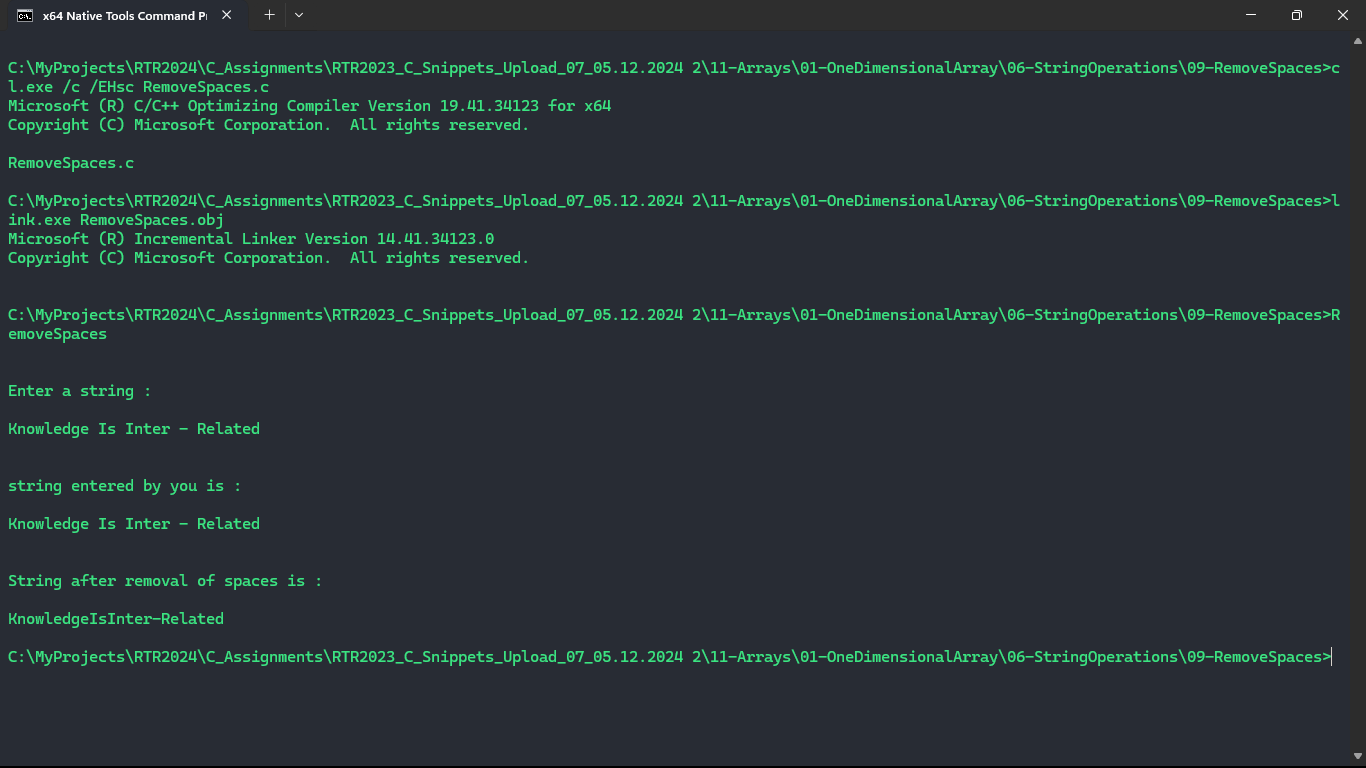 x64 Native Tools Command P
C:\MyProjects\RTR2024\C_Assignments\RTR2023_C_Snippets_Upload_07_05.12.2024 2\11-Arrays\01-OneDimensionalArray\06-StringOperations\09-RemoveSpaces>c
l.exe /c /EHsc RemoveSpaces.c
Microsoft (R) C/C++ Optimizing Compiler Version 19.41.34123 for x64
Copyright (C) Microsoft Corporation.  All rights reserved.
RemoveSpaces.c
C:\MyProjects\RTR2024\C_Assignments\RTR2023_C_Snippets_Upload_07_05.12.2024 2\11-Arrays\01-OneDimensionalArray\06-StringOperations\09-RemoveSpaces>l
ink.exe RemoveSpaces.obj
Microsoft (R) Incremental Linker Version 14.41.34123.0
Copyright (C) Microsoft Corporation.  All rights reserved.
C:\MyProjects\RTR2024\C_Assignments\RTR2023_C_Snippets_Upload_07_05.12.2024 2\11-Arrays\01-OneDimensionalArray\06-StringOperations\09-RemoveSpaces>R
emoveSpaces
Enter a string :
Knowledge Is Inter - Related
string entered by you is :
Knowledge Is Inter - Related
String after removal of spaces is :
KnowledgeIsInter-Related
C:\MyProjects\RTR2024\C_Assignments\RTR2023_C_Snippets_Upload_07_05.12.2024 2\11-Arrays\01-OneDimensionalArray\06-StringOperations\09-RemoveSpaces>